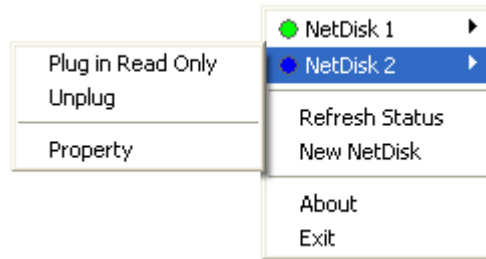 NetDisk 1
NetDisk 2
Plug in Read Only
Unplug
Property
Refresh Status
New NetDisk
About
Exit